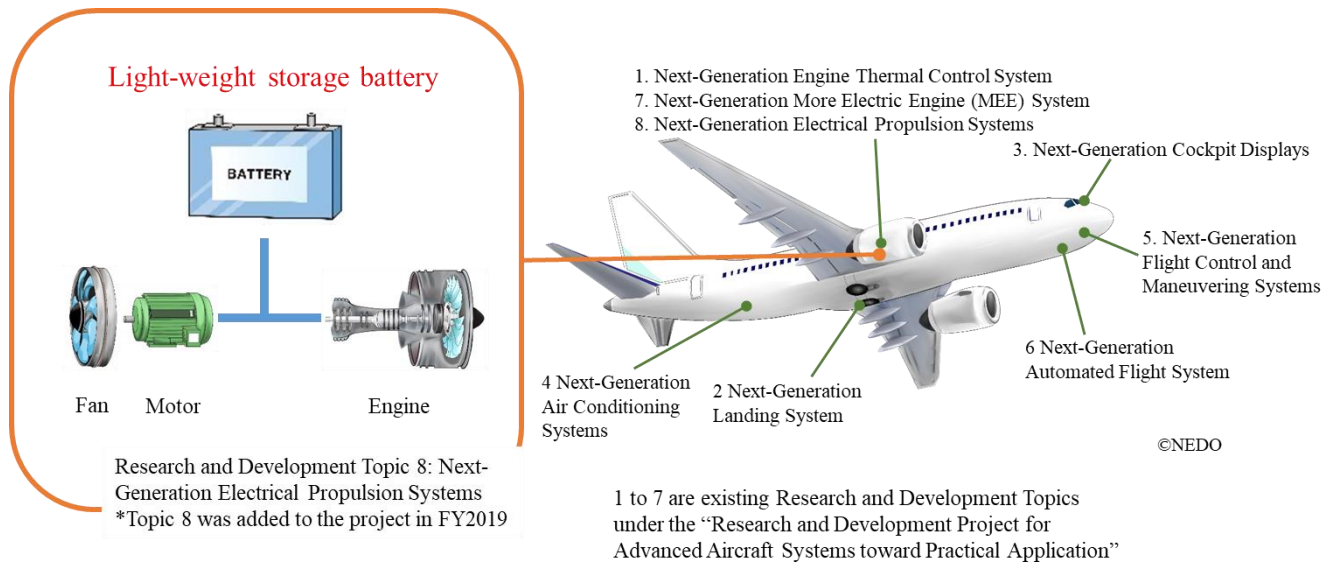 Light-weight storage battery
BATTERY
Fan
Motor
Engine
Research and Development Topic 8: Next-
Generation Electrical Propulsion Systems
*Topic 8 was added to the project in FY2019
1. Next-Generation Engine Thermal Control System
7. Next-Generation More Electric Engine (MEE) System
8. Next-Generation Electrical Propulsion Systems
3. Next-Generation Cockpit Displays
5. Next-Generation
Flight Control and
Maneuvering Systems
6 Next-Generation
Automated Flight System
4 Next-Generation
Air Conditioning
Systems
2 Next-Generation
Landing System
©NEDO
1 to 7 are existing Research and Development Topics
under the “Research and Development Project for
Advanced Aircraft Systems toward Practical Application”